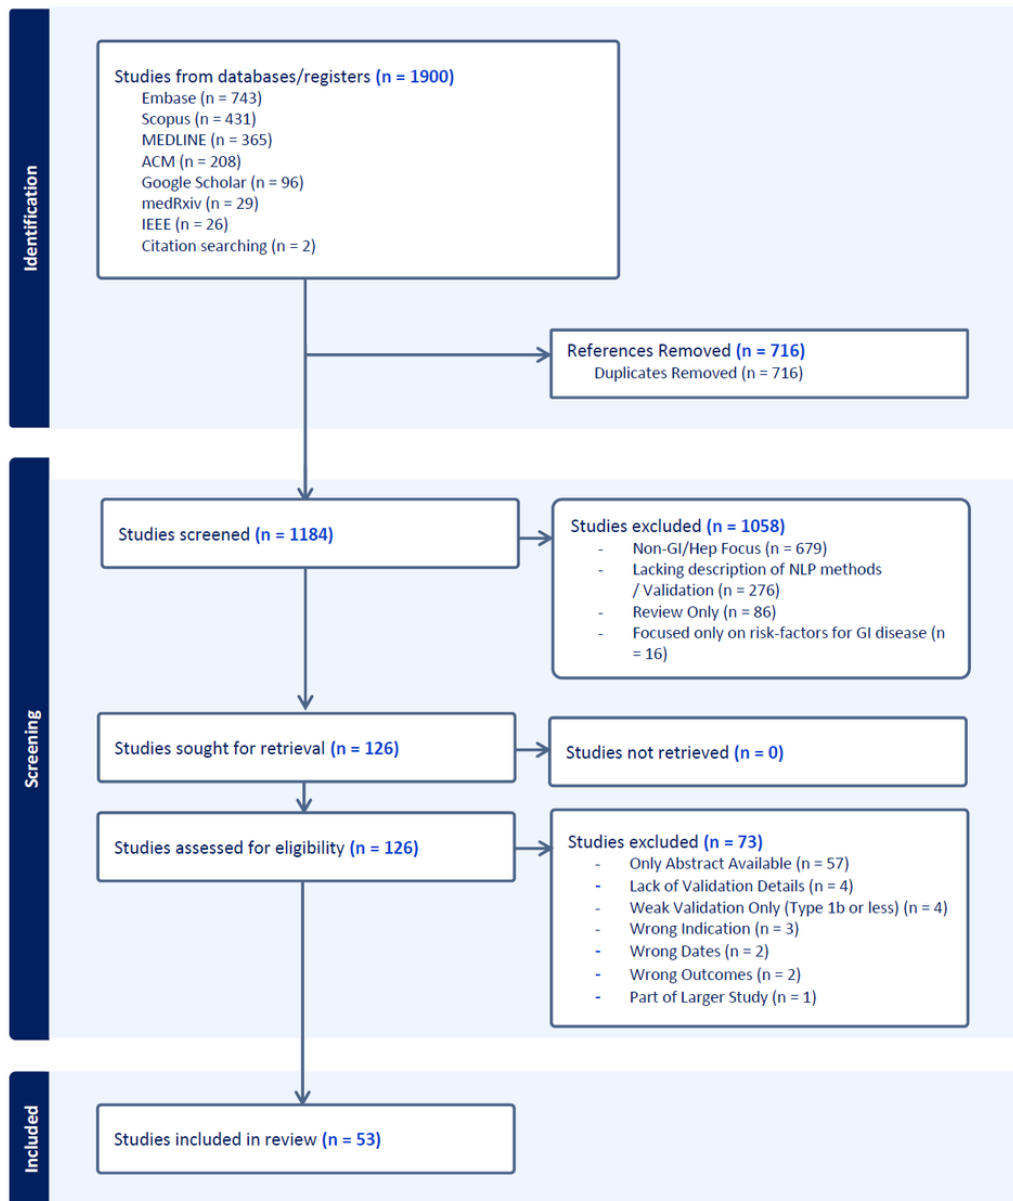 Identification
Studies from databases/registers (n = 1900)
Embase (n = 743)
Scopus (n = 431)
MEDLINE (n = 365)
ACM (n = 208)
Google Scholar (n = 96)
medRxiv (n = 29)
IEEE (n = 26)
Citation searching (n = 2)
References Removed (n = 716)
Duplicates Removed (n = 716)
Screening
Studies screened (n = 1184)
Studies excluded (n = 1058)
- Non-GI/Hep Focus (n = 679)
- Lacking description of NLP methods
/ Validation (n = 276)
- Review Only (n = 86)
- Focused only on risk-factors for GI disease (n
= 16)
Studies sought for retrieval (n = 126)
Studies not retrieved (n = 0)
Studies assessed for eligibility (n = 126)
Studies excluded (n = 73)
- Only Abstract Available (n = 57)
- Lack of Validation Details (n = 4)
- Weak Validation Only (Type 1b or less) (n = 4)
- Wrong Indication (n = 3)
- Wrong Dates (n = 2)
- Wrong Outcomes (n = 2)
- Part of Larger Study (n = 1)
Included
Studies included in review (n = 53)